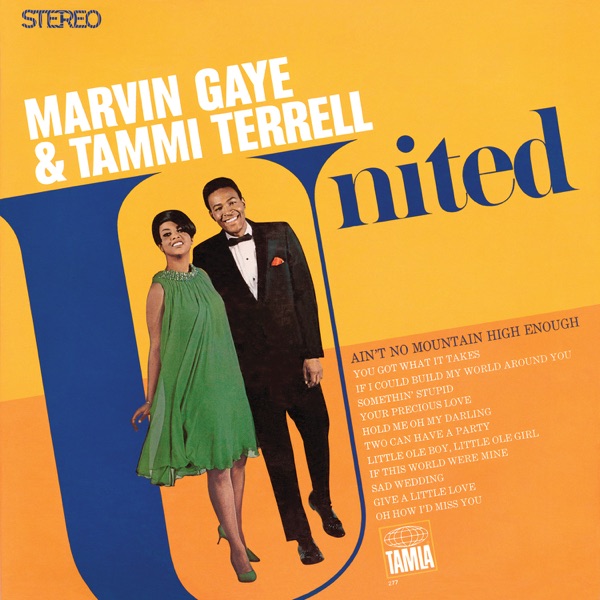 STEREO
MARVIN GAYE
& TAMMI TERRELL
United
AIN'T NO MOUNTAIN HIGH ENOUGH
YOU GOT WHAT IT TAKES
IF I COULD BUILD MY WORLD AROUND YOU
SOMETHIN' STUPID
YOUR PRECIOUS LOVE
HOLD ME OH MY DARLING
TWO CAN HAVE A PARTY
LITTLE OLE BOY, LITTLE OLE GIRL
IF THIS WORLD WERE MINE
SAD WEDDING
GIVE A LITTLE LOVE
OH HOW I'D MISS YOU
TAMLA
277